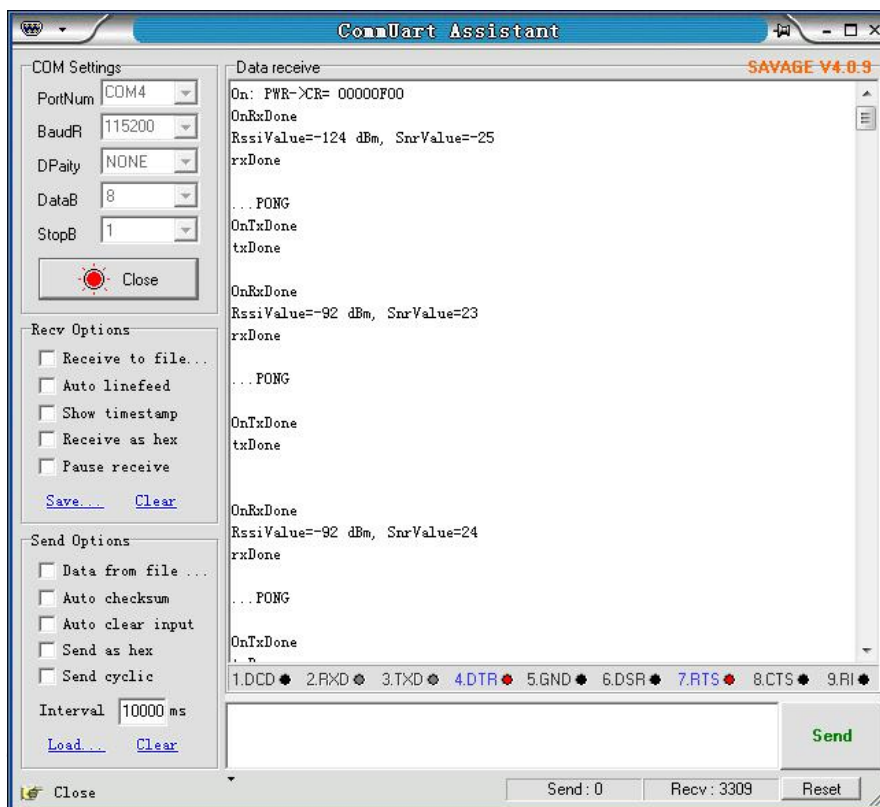 CommUart Assistant
COM Settings
PortNum COM4
BaudR 115200
DPaity NONE
DataB 8
StopB 1
Close
Recv Options
Receive to file...
Auto linefeed
Show timestamp
Receive as hex
Pause receive
Save... Clear
Send Options
Data from file ...
Auto checksum
Auto clear input
Send as hex
Send cyclic
Interval 10000 ms
Load... Clear
Data receive SAVAGE V4.0.9
On: PWR->CR= 00000F00
OnRxDone
RssiValue=-124 dBm, SnrValue=-25
rxDone
...PONG
OnTxDone
txDone
OnRxDone
RssiValue=-92 dBm, SnrValue=23
rxDone
...PONG
OnTxDone
txDone
OnRxDone
RssiValue=-92 dBm, SnrValue=24
rxDone
...PONG
OnTxDone
1.DCD 2.RXD 3.TXD 4.DTR 5.GND 6.DSR 7.RTS 8.CTS 9.RI
Send
Close Send : 0 Recv : 3309 Reset